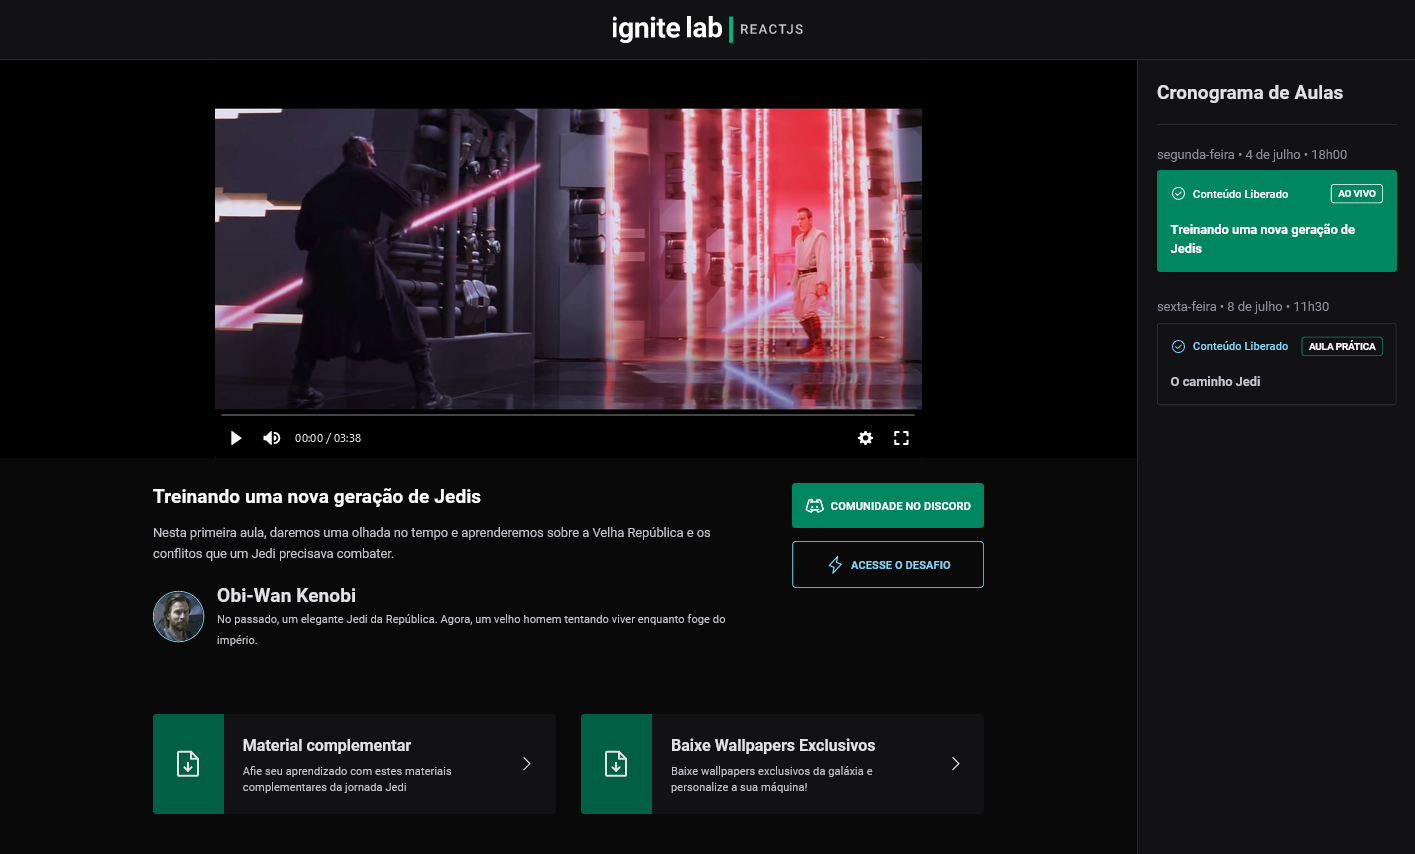 ignite lab REACTJS
Cronograma de Aulas
segunda-feira • 4 de julho • 18h00
Conteúdo Liberado AO VIVO
Treinando uma nova geração de
Jedis
sexta-feira • 8 de julho • 11h30
Conteúdo Liberado AULA PRÁTICA
O caminho Jedi
00:00 / 03:38
Treinando uma nova geração de Jedis
Nesta primeira aula, daremos uma olhada no tempo e aprenderemos sobre a Velha República e os
conflitos que um Jedi precisava combater.
Obi-Wan Kenobi
No passado, um elegante Jedi da República. Agora, um velho homem tentando viver enquanto foge do
império.
COMUNIDADE NO DISCORD
ACESSE O DESAFIO
Material complementar
Afie seu aprendizado com estes materiais
complementares da jornada Jedi
Baixe Wallpapers Exclusivos
Baixe wallpapers exclusivos da galáxia e
personalize a sua máquina!